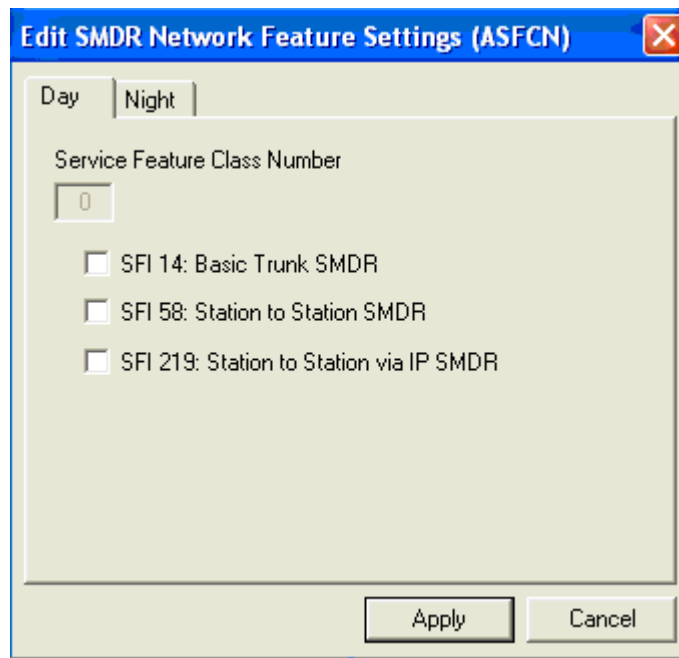 Edit SMDR Network Feature Settings (ASFCN)
Day
Night
Service Feature Class Number
0
SFI 14: Basic Trunk SMDR
SFI 58: Station to Station SMDR
SFI 219: Station to Station via IP SMDR
Apply
Cancel